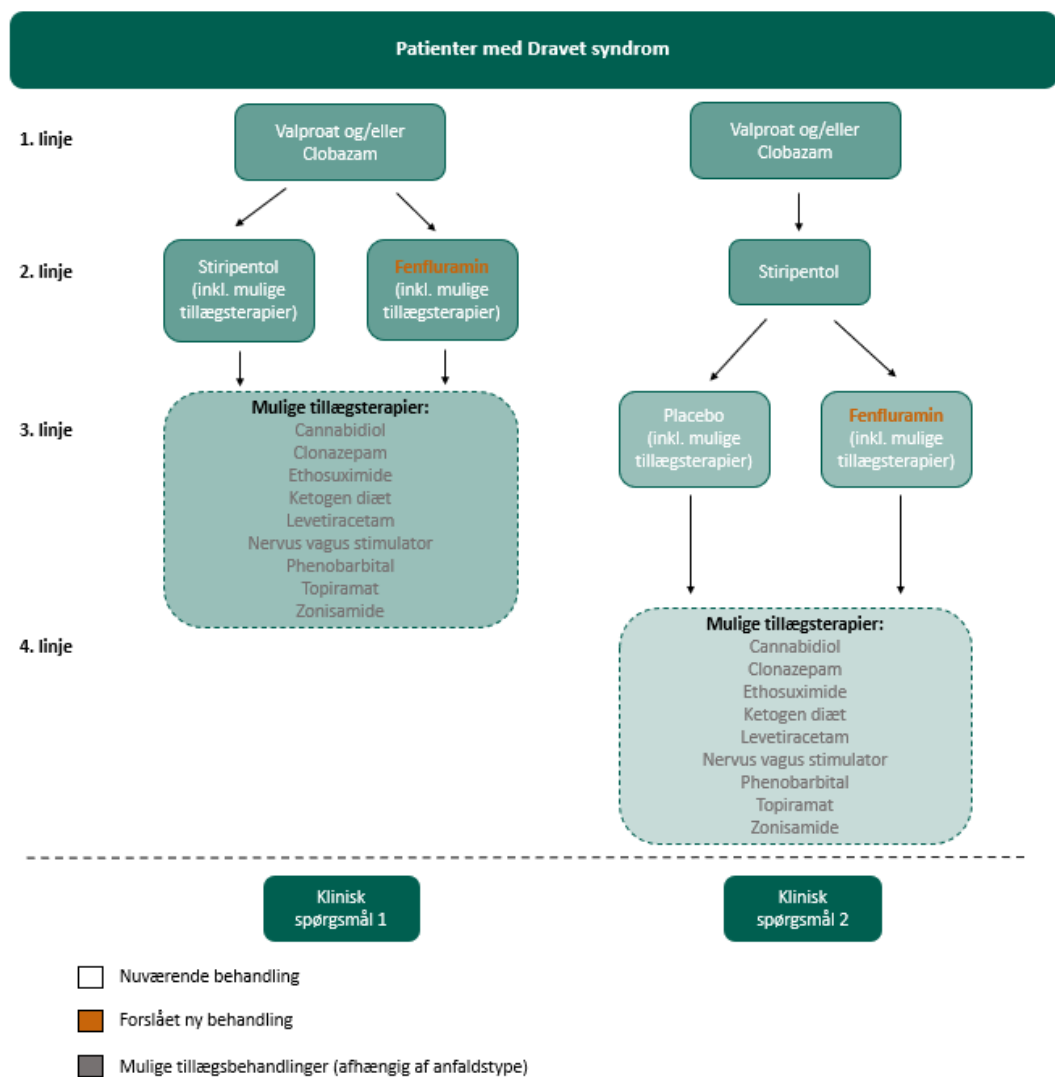 Patienter med Dravet syndrom
1. linje
Valproat og/eller
Clobazam
Valproat og/eller
Clobazam
2. linje
Stiripentol
(inkl. mulige
tillægsterapier)
Fenfluramin
(inkl. mulige
tillægsterapier)
Stiripentol
3. linje
Mulige tillægsterapier:
Cannabidiol
Clonazepam
Ethosuximide
Ketogen diæt
Levetiracetam
Nervus vagus stimulator
Phenobarbital
Topiramat
Zonisamide
Placebo
(inkl. mulige
tillægsterapier)
Fenfluramin
(inkl. mulige
tillægsterapier)
4. linje
Mulige tillægsterapier:
Cannabidiol
Clonazepam
Ethosuximide
Ketogen diæt
Levetiracetam
Nervus vagus stimulator
Phenobarbital
Topiramat
Zonisamide
Klinisk
spørgsmål 1
Klinisk
spørgsmål 2
Nuværende behandling
Forslået ny behandling
Mulige tillægsbehandlinger (afhængig af anfaldstype)